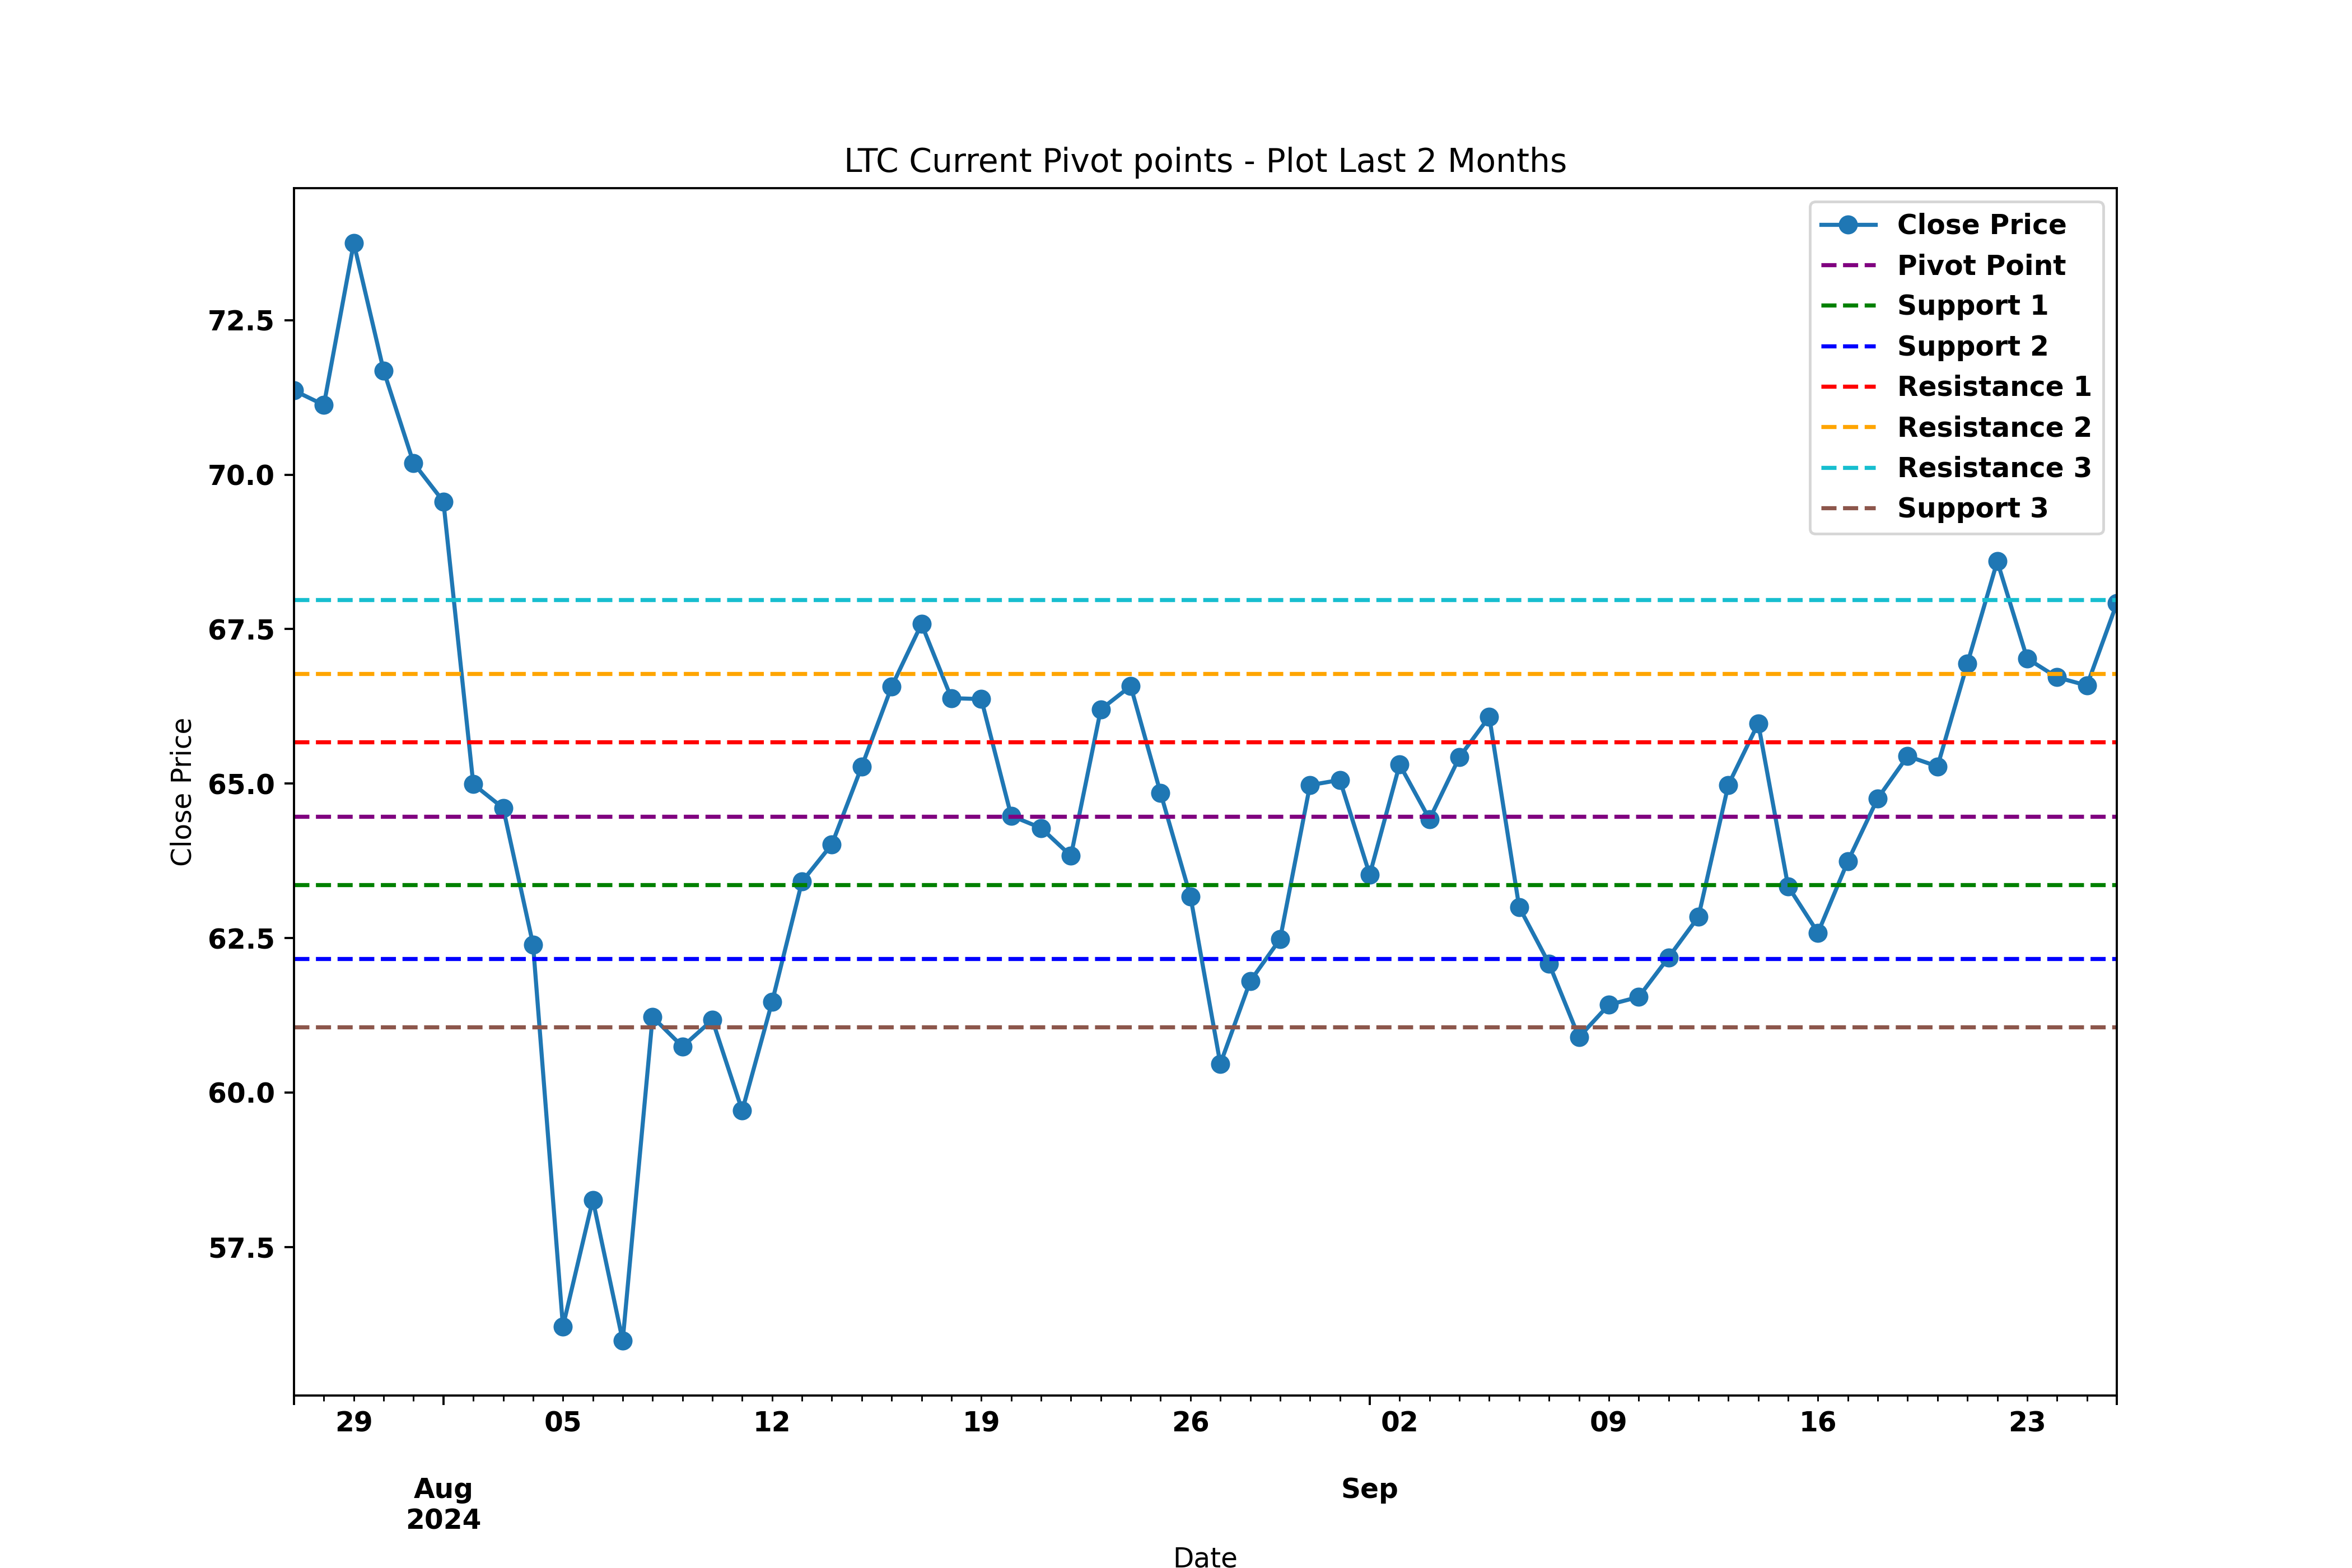 LTC Current Pivot points - Plot Last 2 Months
Close Price
Pivot Point
Support 1
Support 2
Resistance 1
Resistance 2
Resistance 3
Support 3
72.5
70.0
67.5
65.0
62.5
60.0
57.5
Close Price
29 05 12 19 26 02 09 16 23
Aug Sep
2024
Date